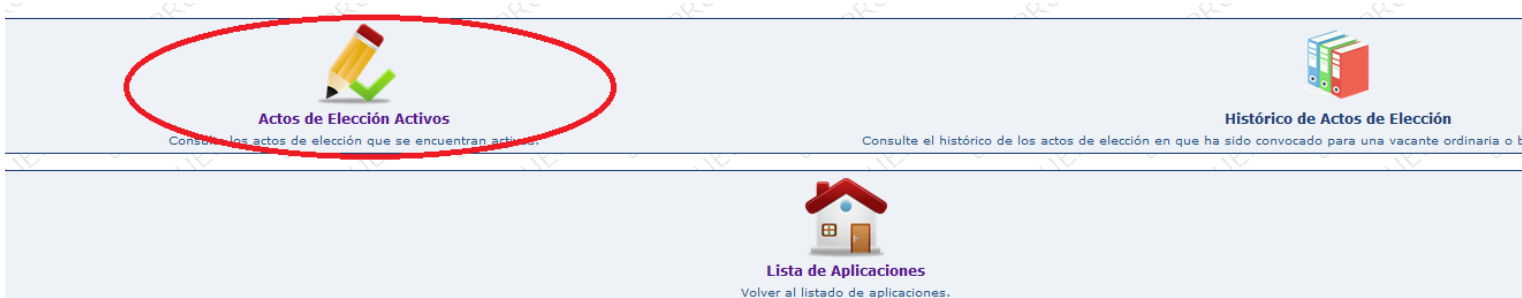 Actos de Elección Activos
Consulte los actos de elección que se encuentran activos.
Histórico de Actos de Elección
Consulte el histórico de los actos de elección en que ha sido convocado para una vacante ordinaria o
Lista de Aplicaciones
Volver al listado de aplicaciones.